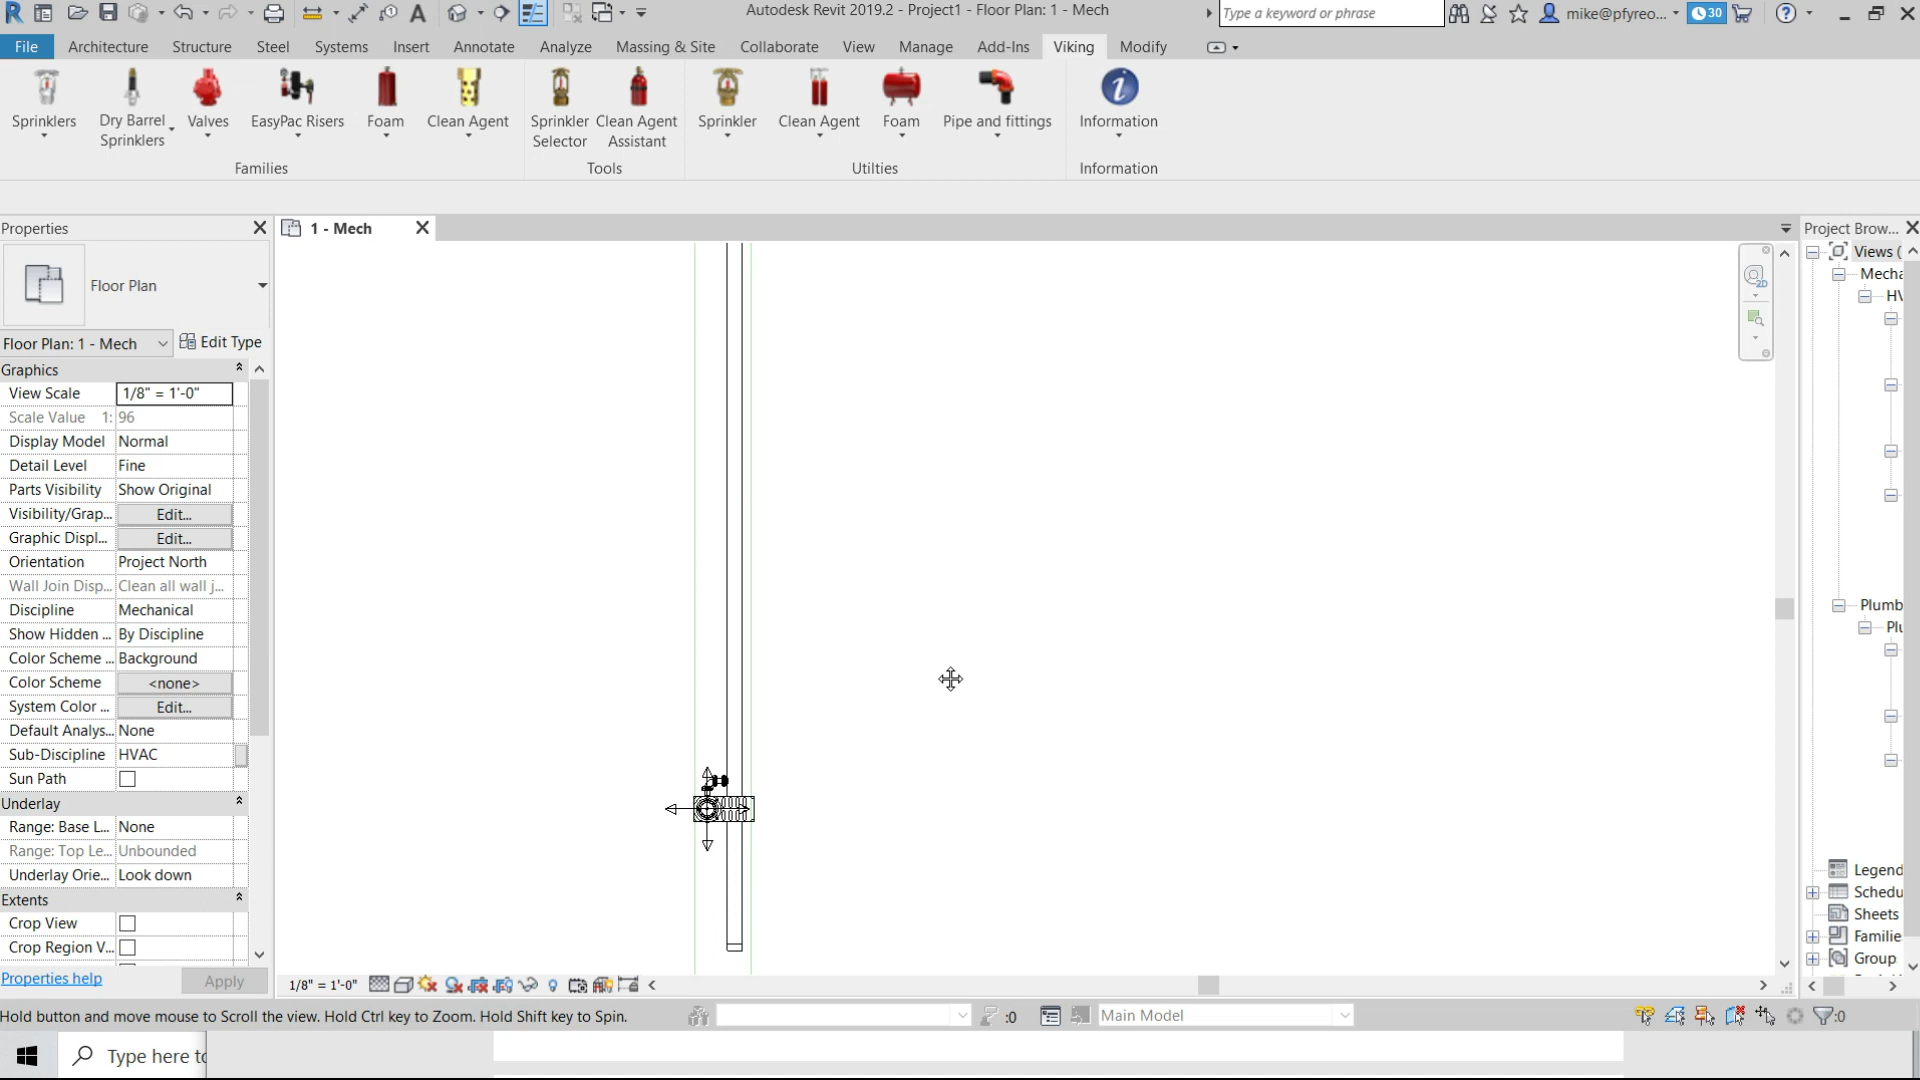 Autodesk Revit 2019.2 - Project1 - Floor Plan: 1 - Mech
Type a keyword or phrase
mike@pfyreo...
30
File Architecture Structure Steel Systems Insert Annotate Analyze Massing & Site Collaborate View Manage Add-Ins Viking Modify
Sprinklers
Dry Barrel
Sprinklers
Valves
EasyPac Risers
Foam
Clean Agent
Sprinkler
Selector
Clean Agent
Assistant
Sprinkler
Clean Agent
Foam
Pipe and fittings
Information
Families
Tools
Utilties
Information
Properties
1 - Mech
Project Brow...
Floor Plan
Floor Plan: 1 - Mech
Edit Type
Graphics
View Scale 1/8" = 1'-0"
Scale Value 1: 96
Display Model Normal
Detail Level Fine
Parts Visibility Show Original
Visibility/Grap... Edit...
Graphic Displ... Edit...
Orientation Project North
Wall Join Disp... Clean all wall j...
Discipline Mechanical
Show Hidden ... By Discipline
Color Scheme ... Background
Color Scheme <none>
System Color ... Edit...
Default Analys... None
Sub-Discipline HVAC
Sun Path
Underlay
Range: Base L... None
Range: Top Le... Unbounded
Underlay Orie... Look down
Extents
Crop View
Crop Region V...
Properties help
Apply
2D
Views (
Mecha
HV
Plumb
Plu
Legend
Schedu
Sheets
Familie
Group
1/8" = 1'-0"
Hold button and move mouse to Scroll the view. Hold Ctrl key to Zoom. Hold Shift key to Spin.
:0
Main Model
:0
Type here to